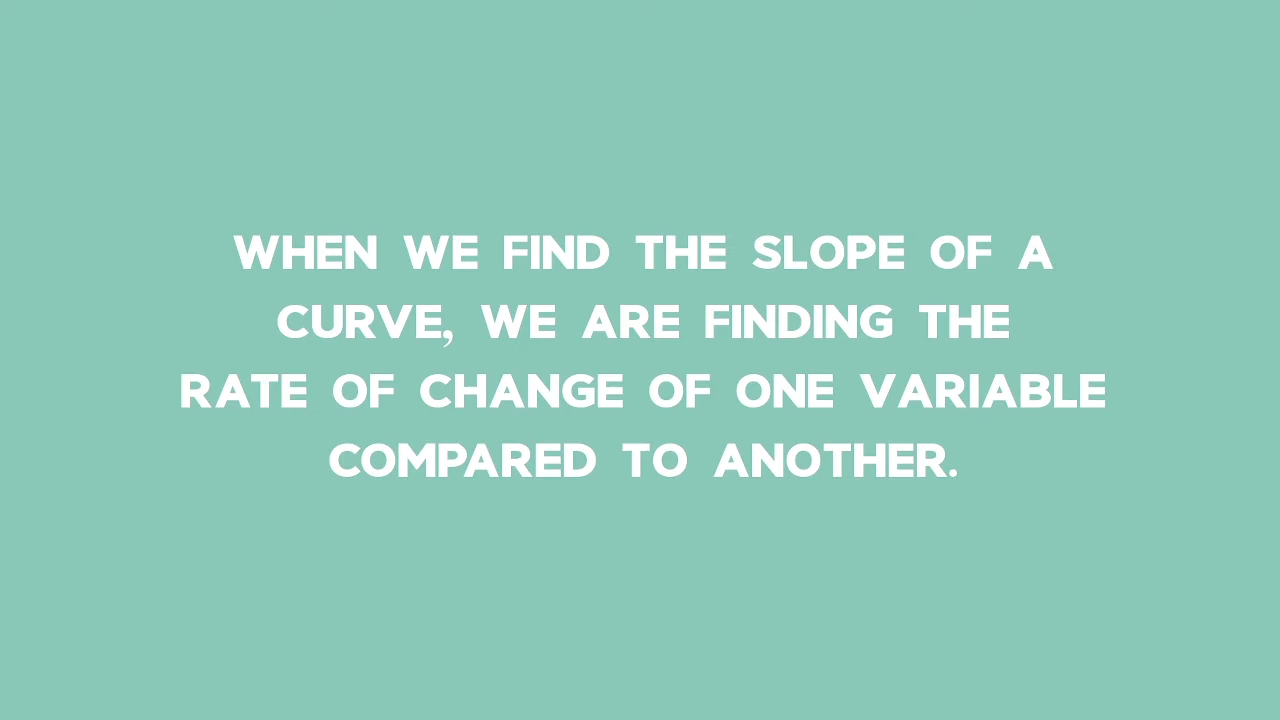 WHEN WE FIND THE SLOPE OF A
CURVE, WE ARE FINDING THE
RATE OF CHANGE OF ONE VARIABLE
COMPARED TO ANOTHER.